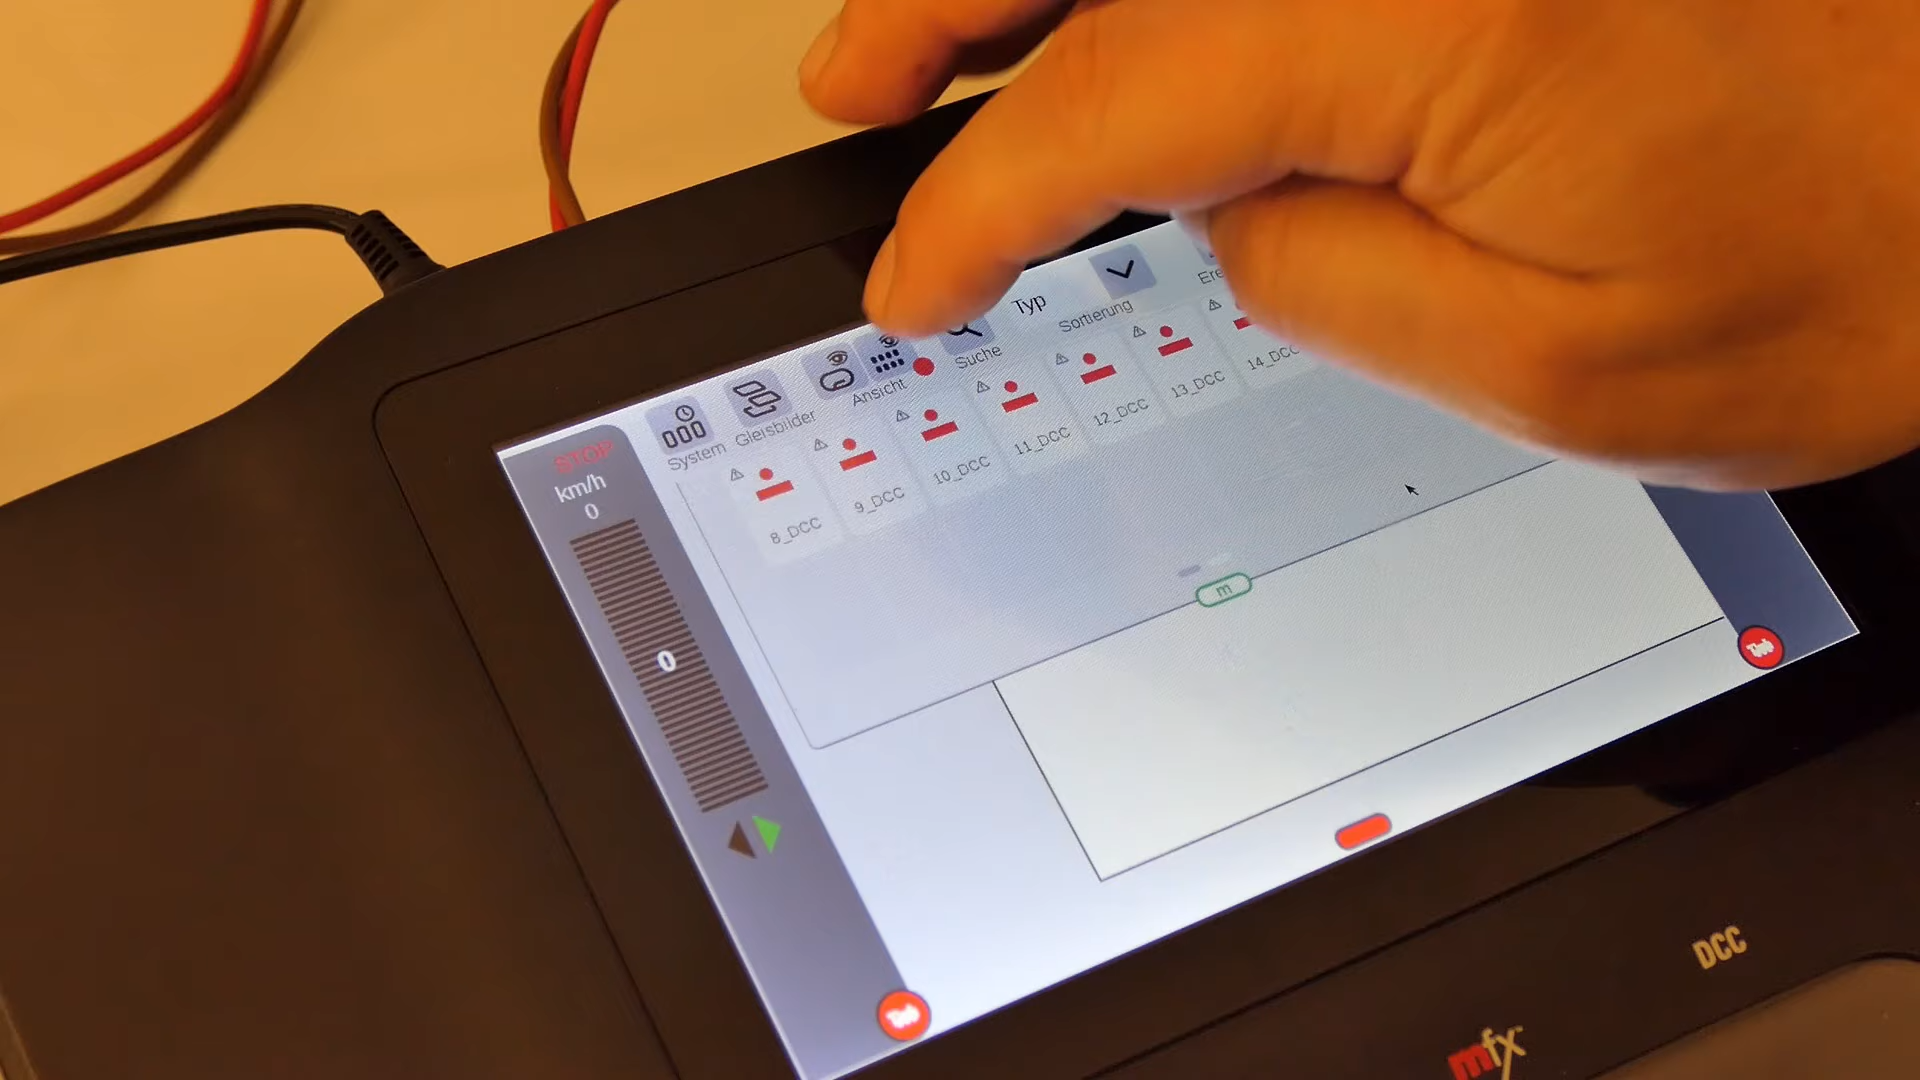 STOP
km/h
0
0
System
Gleisbilder
Ansicht
Suche
Typ
Sortierung
Ere
8_DCC
9_DCC
10_DCC
11_DCC
12_DCC
13_DCC
14_DCC
m
DCC
mfx